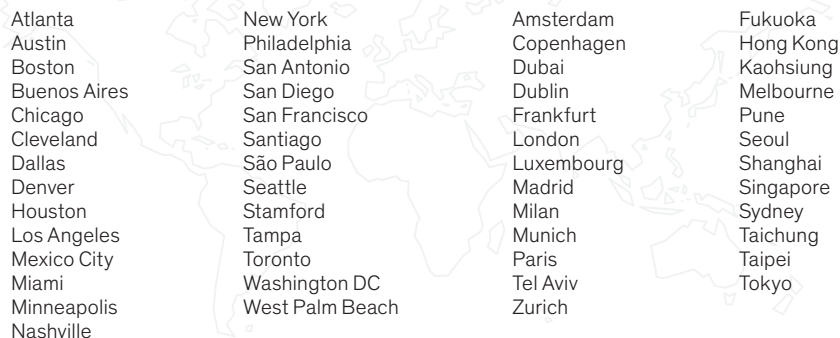 Atlanta
Austin
Boston
Buenos Aires
Chicago
Cleveland
Dallas
Denver
Houston
Los Angeles
Mexico City
Miami
Minneapolis
Nashville
New York
Philadelphia
San Antonio
San Diego
San Francisco
Santiago
São Paulo
Seattle
Stamford
Tampa
Toronto
Washington DC
West Palm Beach
Amsterdam
Copenhagen
Dubai
Dublin
Frankfurt
London
Luxembourg
Madrid
Milan
Munich
Paris
Tel Aviv
Zurich
Fukuoka
Hong Kong
Kaohsiung
Melbourne
Pune
Seoul
Shanghai
Singapore
Sydney
Taichung
Taipei
Tokyo